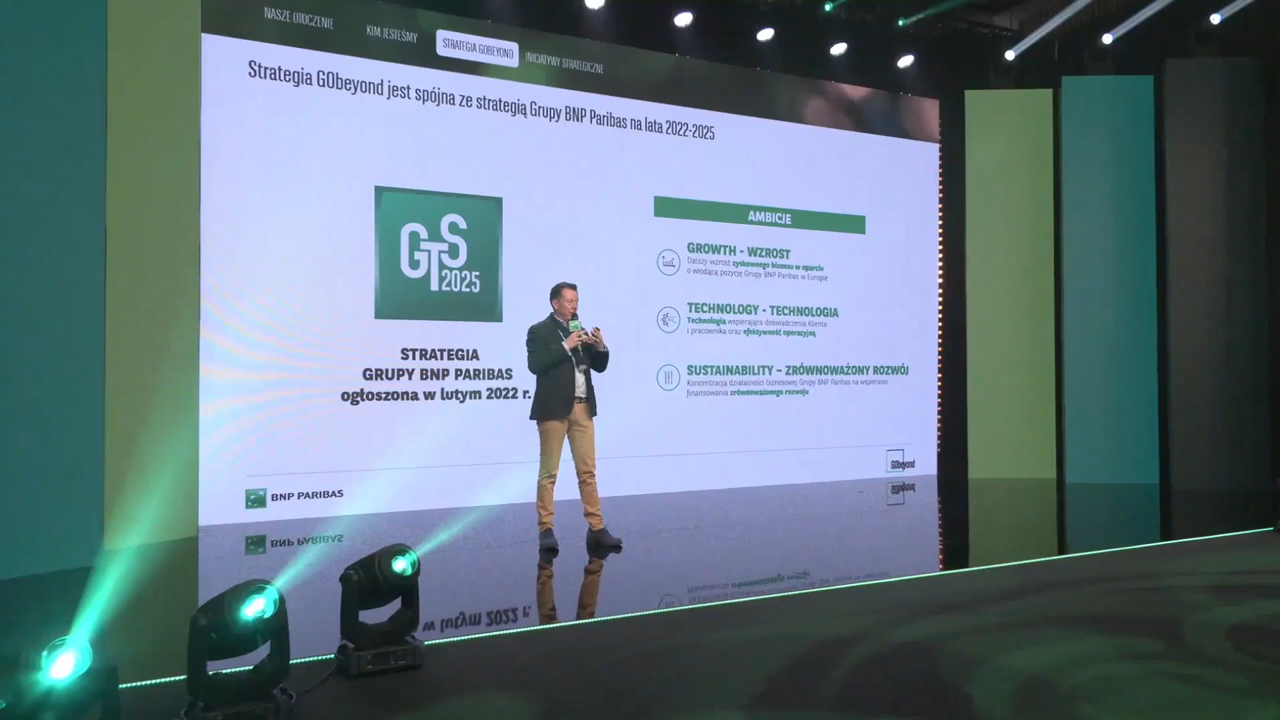 NASZE OTOCZENIE
KIM JESTEŚMY
STRATEGIA GOBEYOND
INICJATYWY STRATEGICZNE
Strategia GObeyond jest spójna ze strategią Grupy BNP Paribas na lata 2022-2025
GTS
2025
STRATEGIA
GRUPY BNP PARIBAS
ogłoszona w lutym 2022 r.
AMBICJE
GROWTH - WZROST
Dalszy wzrost zyskownego biznesu w oparciu
o wiodącą pozycję Grupy BNP Paribas w Europie
TECHNOLOGY - TECHNOLOGIA
Technologia wspierająca doświadczenia Klienta
i pracownika oraz efektywność operacyjną
SUSTAINABILITY – ZRÓWNOWAŻONY ROZWÓJ
Koncentracja działalności biznesowej Grupy BNP Paribas na wspieraniu
finansowania zrównoważonego rozwoju
BNP PARIBAS
GObeyond